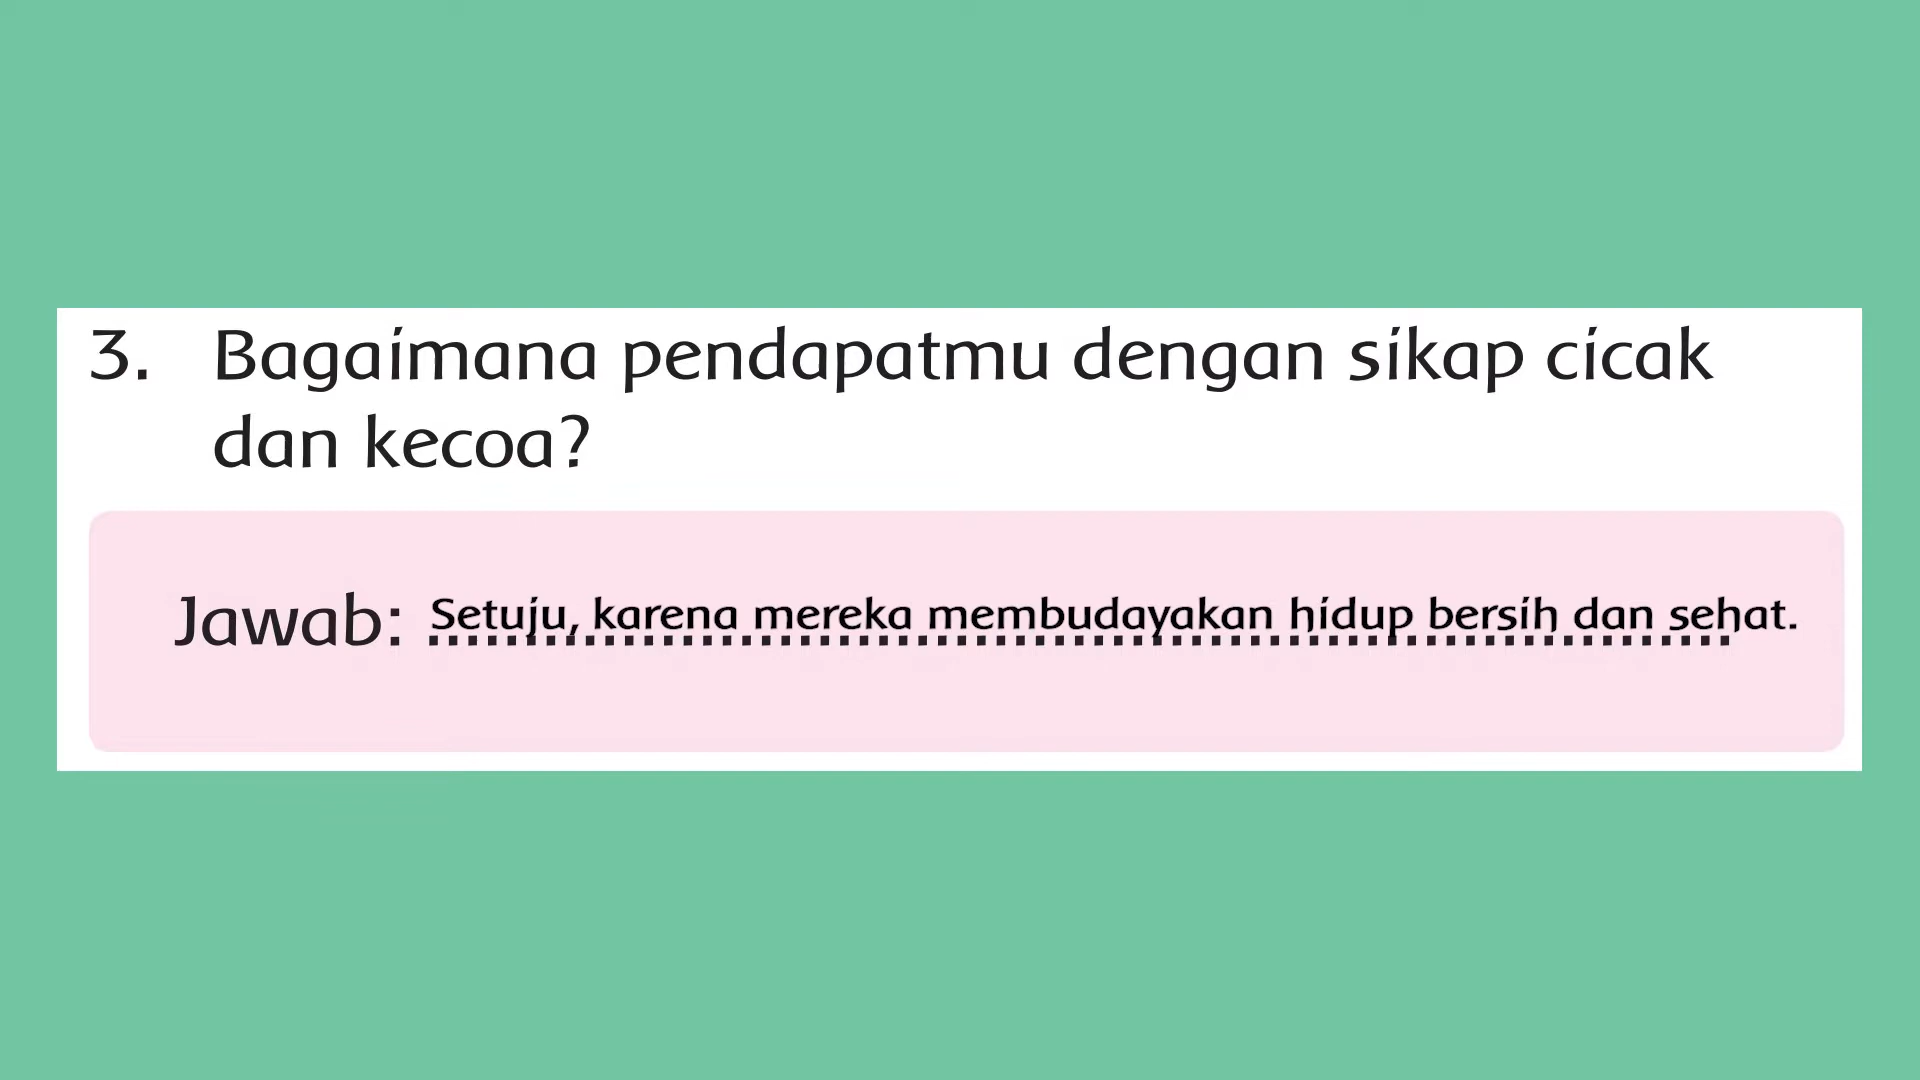 3. Bagaimana pendapatmu dengan sikap cicak
dan kecoa?
Jawab: Setuju, karena mereka membudayakan hidup bersih dan sehat.